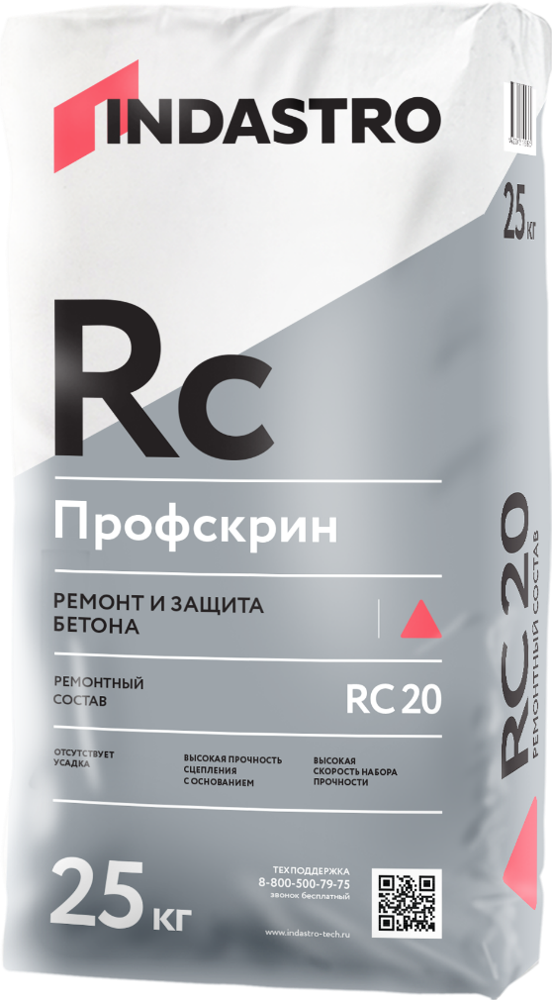 INDASTRO
Rc
Профскрин
РЕМОНТ И ЗАЩИТА
БЕТОНА
РЕМОНТНЫЙ
СОСТАВ
RC 20
ОТСУТСТВУЕТ
УСАДКА
ВЫСОКАЯ ПРОЧНОСТЬ
СЦЕПЛЕНИЯ
С ОСНОВАНИЕМ
ВЫСОКАЯ
СКОРОСТЬ НАБОРА
ПРОЧНОСТИ
25 кг
ТЕХПОДДЕРЖКА
8-800-500-79-75
звонок бесплатный
www.indastro-tech.ru
25 кг
RC 20
РЕМОНТНЫЙ СОСТАВ